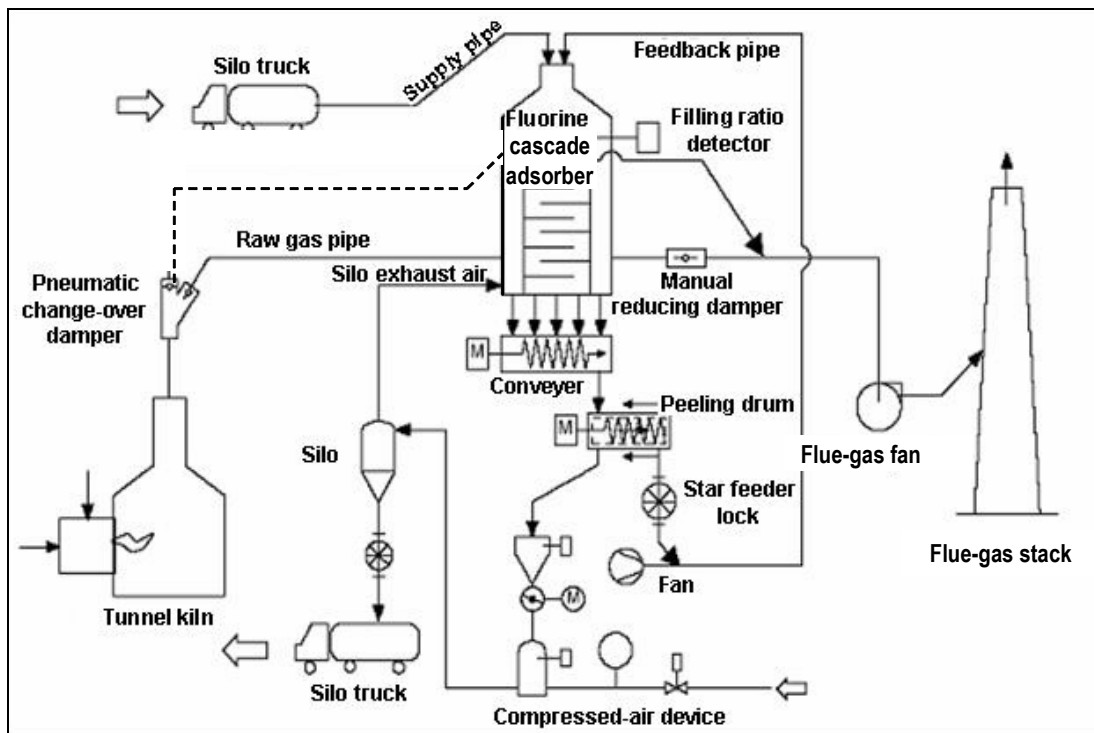 Silo truck
Supply pipe
Feedback pipe
Fluorine
cascade
adsorber
Filling ratio
detector
Raw gas pipe
Silo exhaust air
Pneumatic
change-over
damper
Manual
reducing damper
M
Conveyer
Peeling drum
M
Silo
Star feeder
lock
Flue-gas fan
Flue-gas stack
Fan
M
Tunnel kiln
Silo truck
Compressed-air device